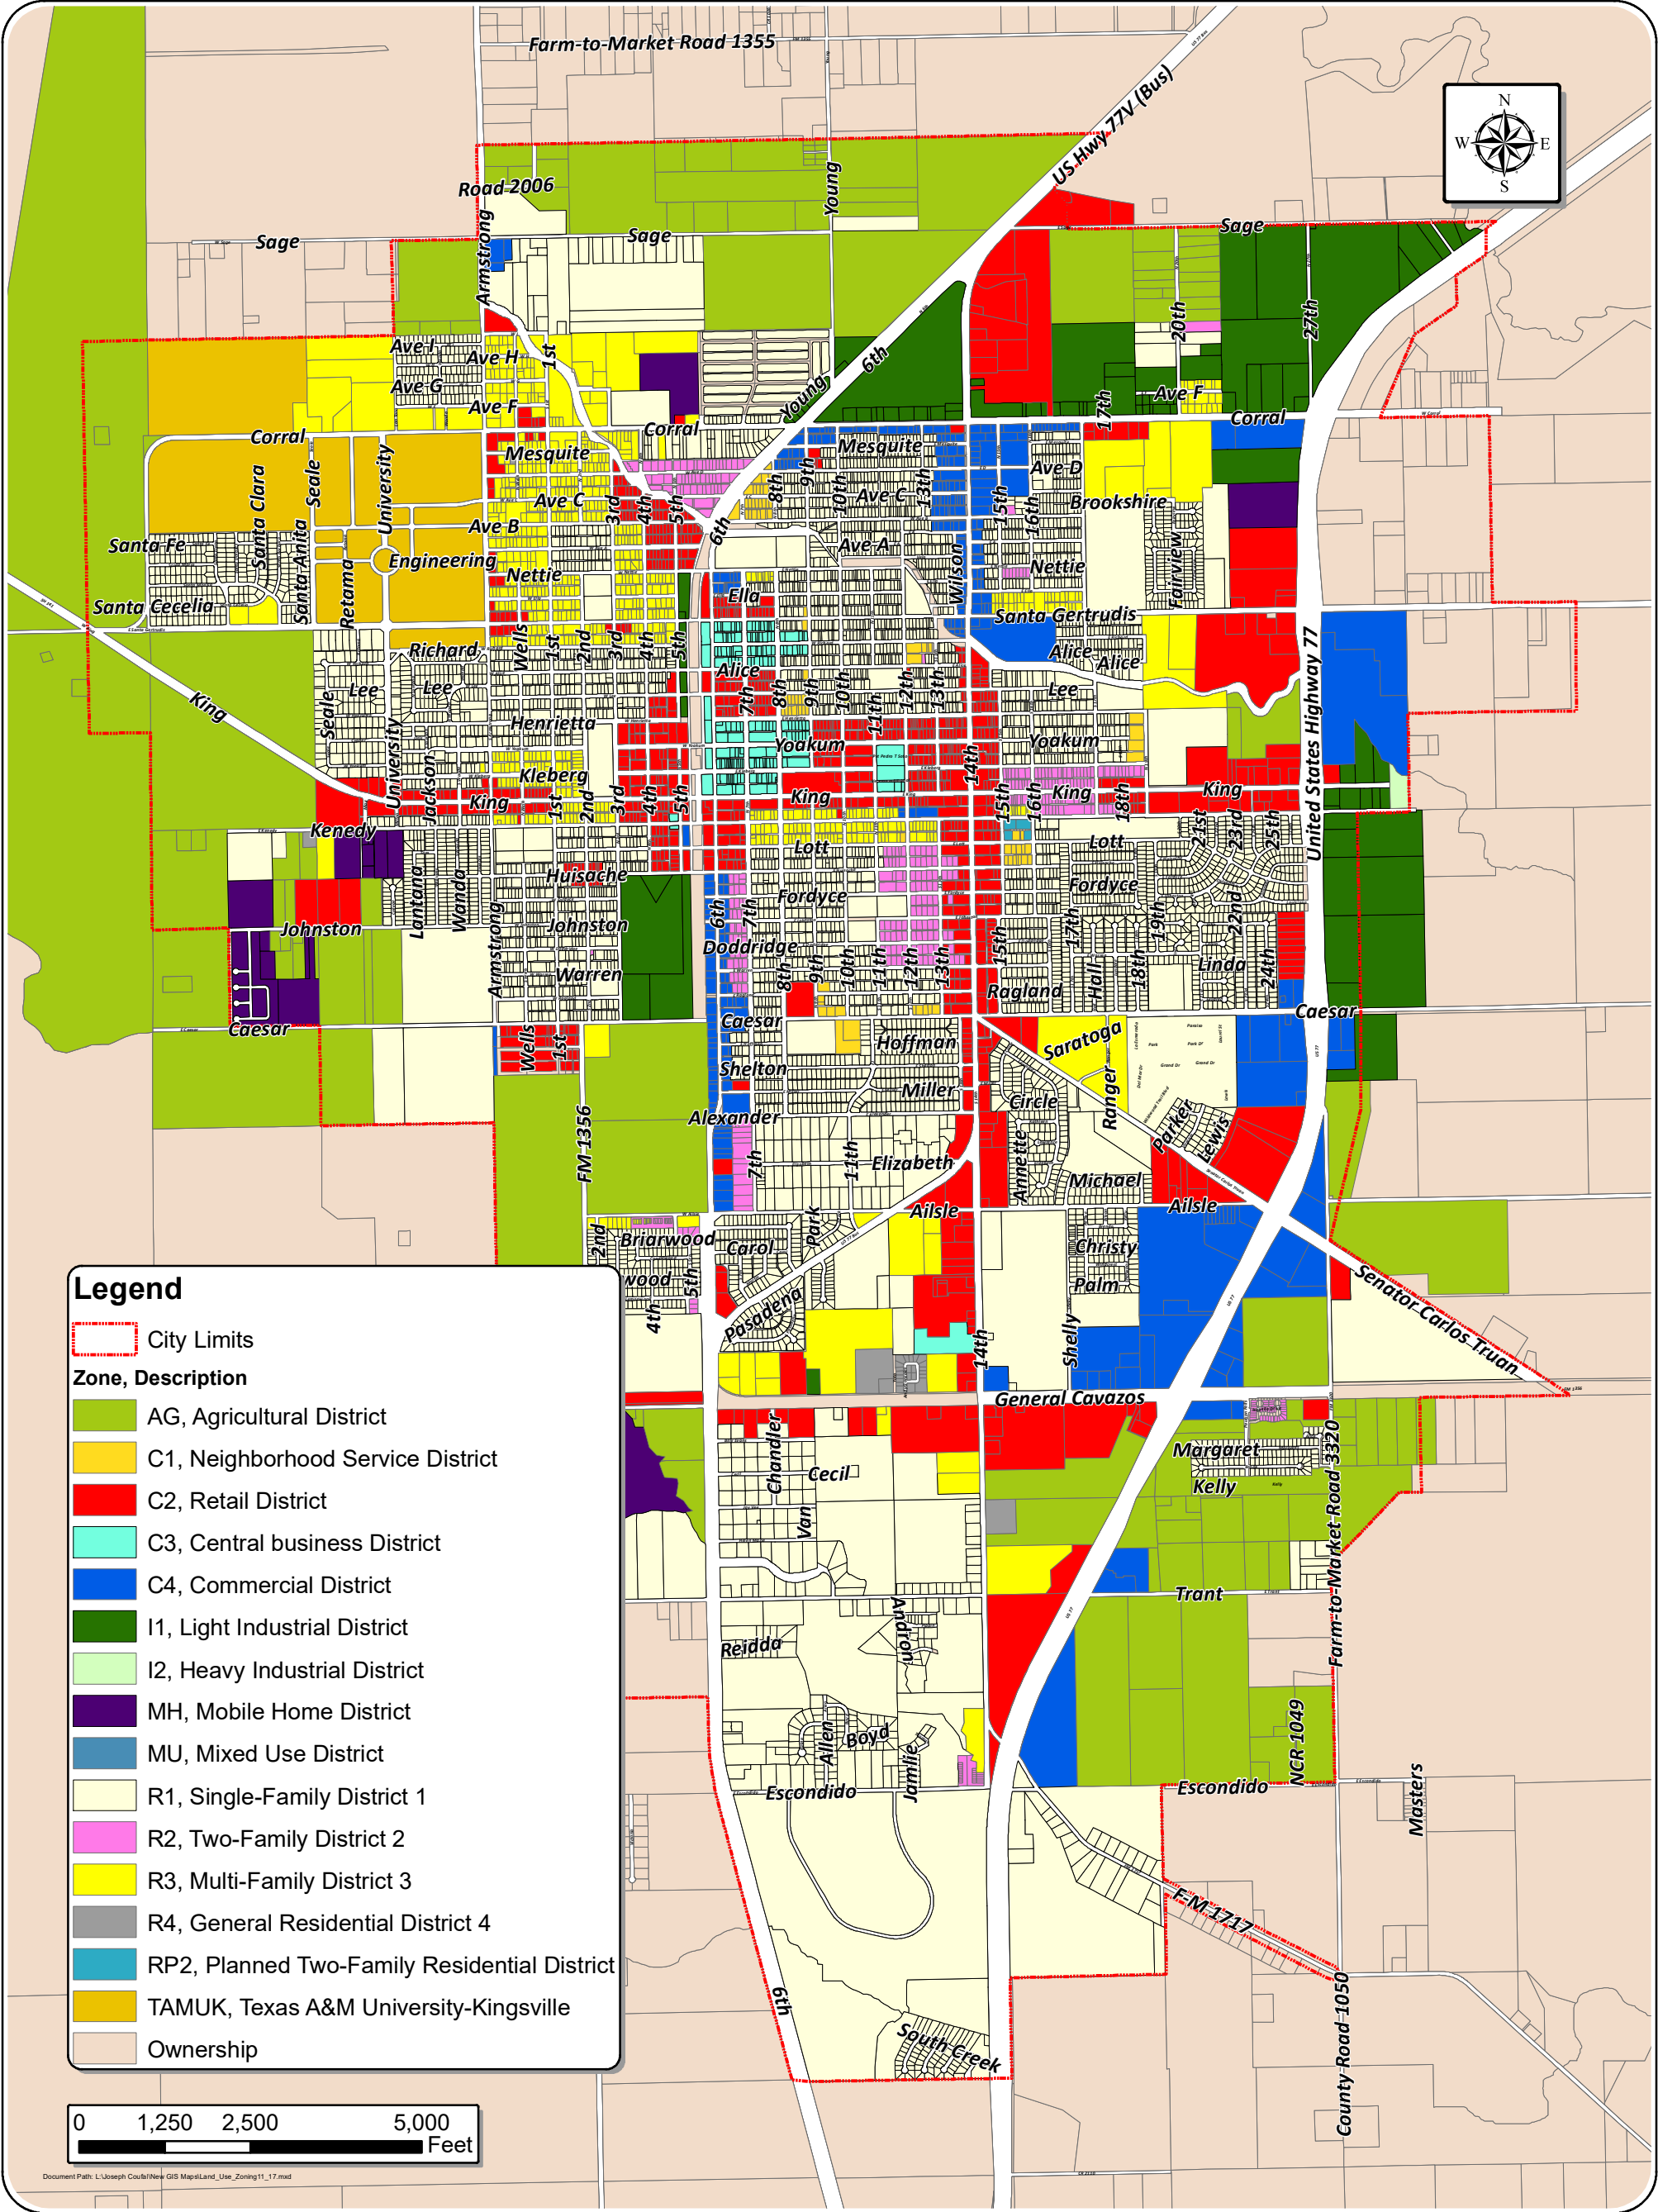 Farm-to-Market Road 1355
US Hwy 77V (Bus)
N
W E
S
Road 2006
Young
Armstrong
Sage
Sage
Sage
20th
27th
Ave I
Ave H
1st
Ave G
6th
Ave F
Young
17th
Ave F
Corral
Corral
Corral
Mesquite
Mesquite
Santa Clara
Seale
University
Ave C
3rd
4th
5th
8th
9th
10th
Ave C
13th
Ave D
15th
16th
Brookshire
Ave B
6th
Santa Fe
Santa Anita
Retama
Engineering
Ave A
Nettie
Wilson
Nettie
Fairview
Santa Cecelia
Ella
Santa Gertrudis
Richard
Wells
1st
2nd
3rd
4th
5th
Alice
Alice
Alice
Lee
Lee
Lee
7th
8th
9th
10th
11th
12th
13th
King
Seale
University
Henrietta
Yoakum
Yoakum
14th
United States Highway 77
Jackson
Kleberg
King
1st
2nd
3rd
4th
5th
King
15th
16th
King
18th
King
Kenedy
Lott
Lott
21st
23rd
25th
Huisache
Lantana
Wanda
Fordyce
Fordyce
Johnston
Armstrong
Johnston
6th
7th
Doddridge
15th
17th
19th
22nd
Warren
8th
9th
10th
11th
12th
13th
Hall
18th
Linda
24th
Ragland
Caesar
Caesar
Caesar
Wells
1st
Hoffman
Saratoga
Shelton
Miller
Circle
Ranger
FM 1356
Alexander
Parker
Lewis
7th
11th
Elizabeth
Annette
Michael
Ailsle
Ailsle
2nd
Briarwood
Carol
Park
Christy
wood
5th
4th
Palm
Pasadena
14th
Shelly
Senator Carlos Truan
General Cavazos
Chandler
Cecil
Margaret
Kelly
Van
Farm-to-Market Road 3320
Trant
Reidda
Andron
Allen
Boyd
Jamlie
NCR 1049
Escondido
Escondido
Masters
F-M 1717
6th
County Road 1050
South Creek
Legend
City Limits
Zone, Description
AG, Agricultural District
C1, Neighborhood Service District
C2, Retail District
C3, Central business District
C4, Commercial District
I1, Light Industrial District
I2, Heavy Industrial District
MH, Mobile Home District
MU, Mixed Use District
R1, Single-Family District 1
R2, Two-Family District 2
R3, Multi-Family District 3
R4, General Residential District 4
RP2, Planned Two-Family Residential District
TAMUK, Texas A&M University-Kingsville
Ownership
0 1,250 2,500 5,000
Feet
Document Path: L:\Joseph Coufal\New GIS Maps\Land_Use_Zoning11_17.mxd